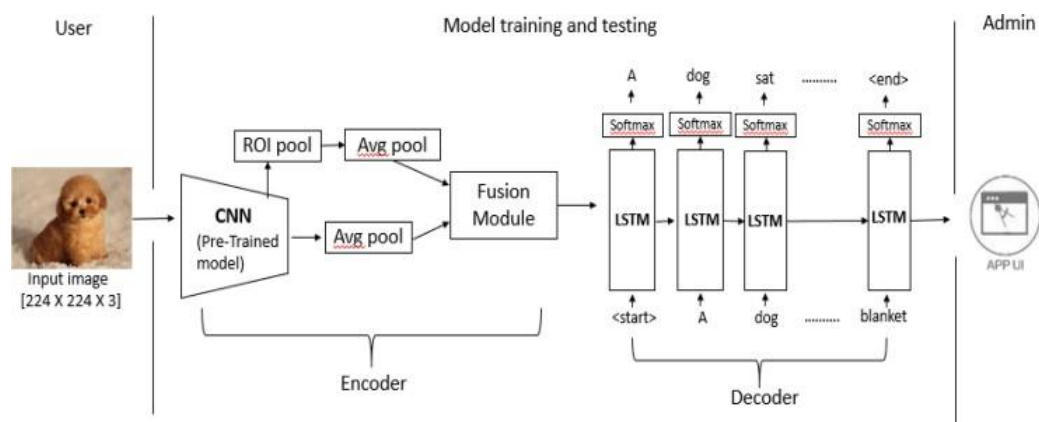 User
Model training and testing
Admin
A
dog
sat
..........
<end>
Softmax
Softmax
Softmax
Softmax
ROI pool
Avg pool
CNN
(Pre-Trained
model)
Avg pool
Fusion
Module
LSTM
LSTM
LSTM
LSTM
Input image
[224 X 224 X 3]
APP UI
<start>
A
dog
..........
blanket
Encoder
Decoder